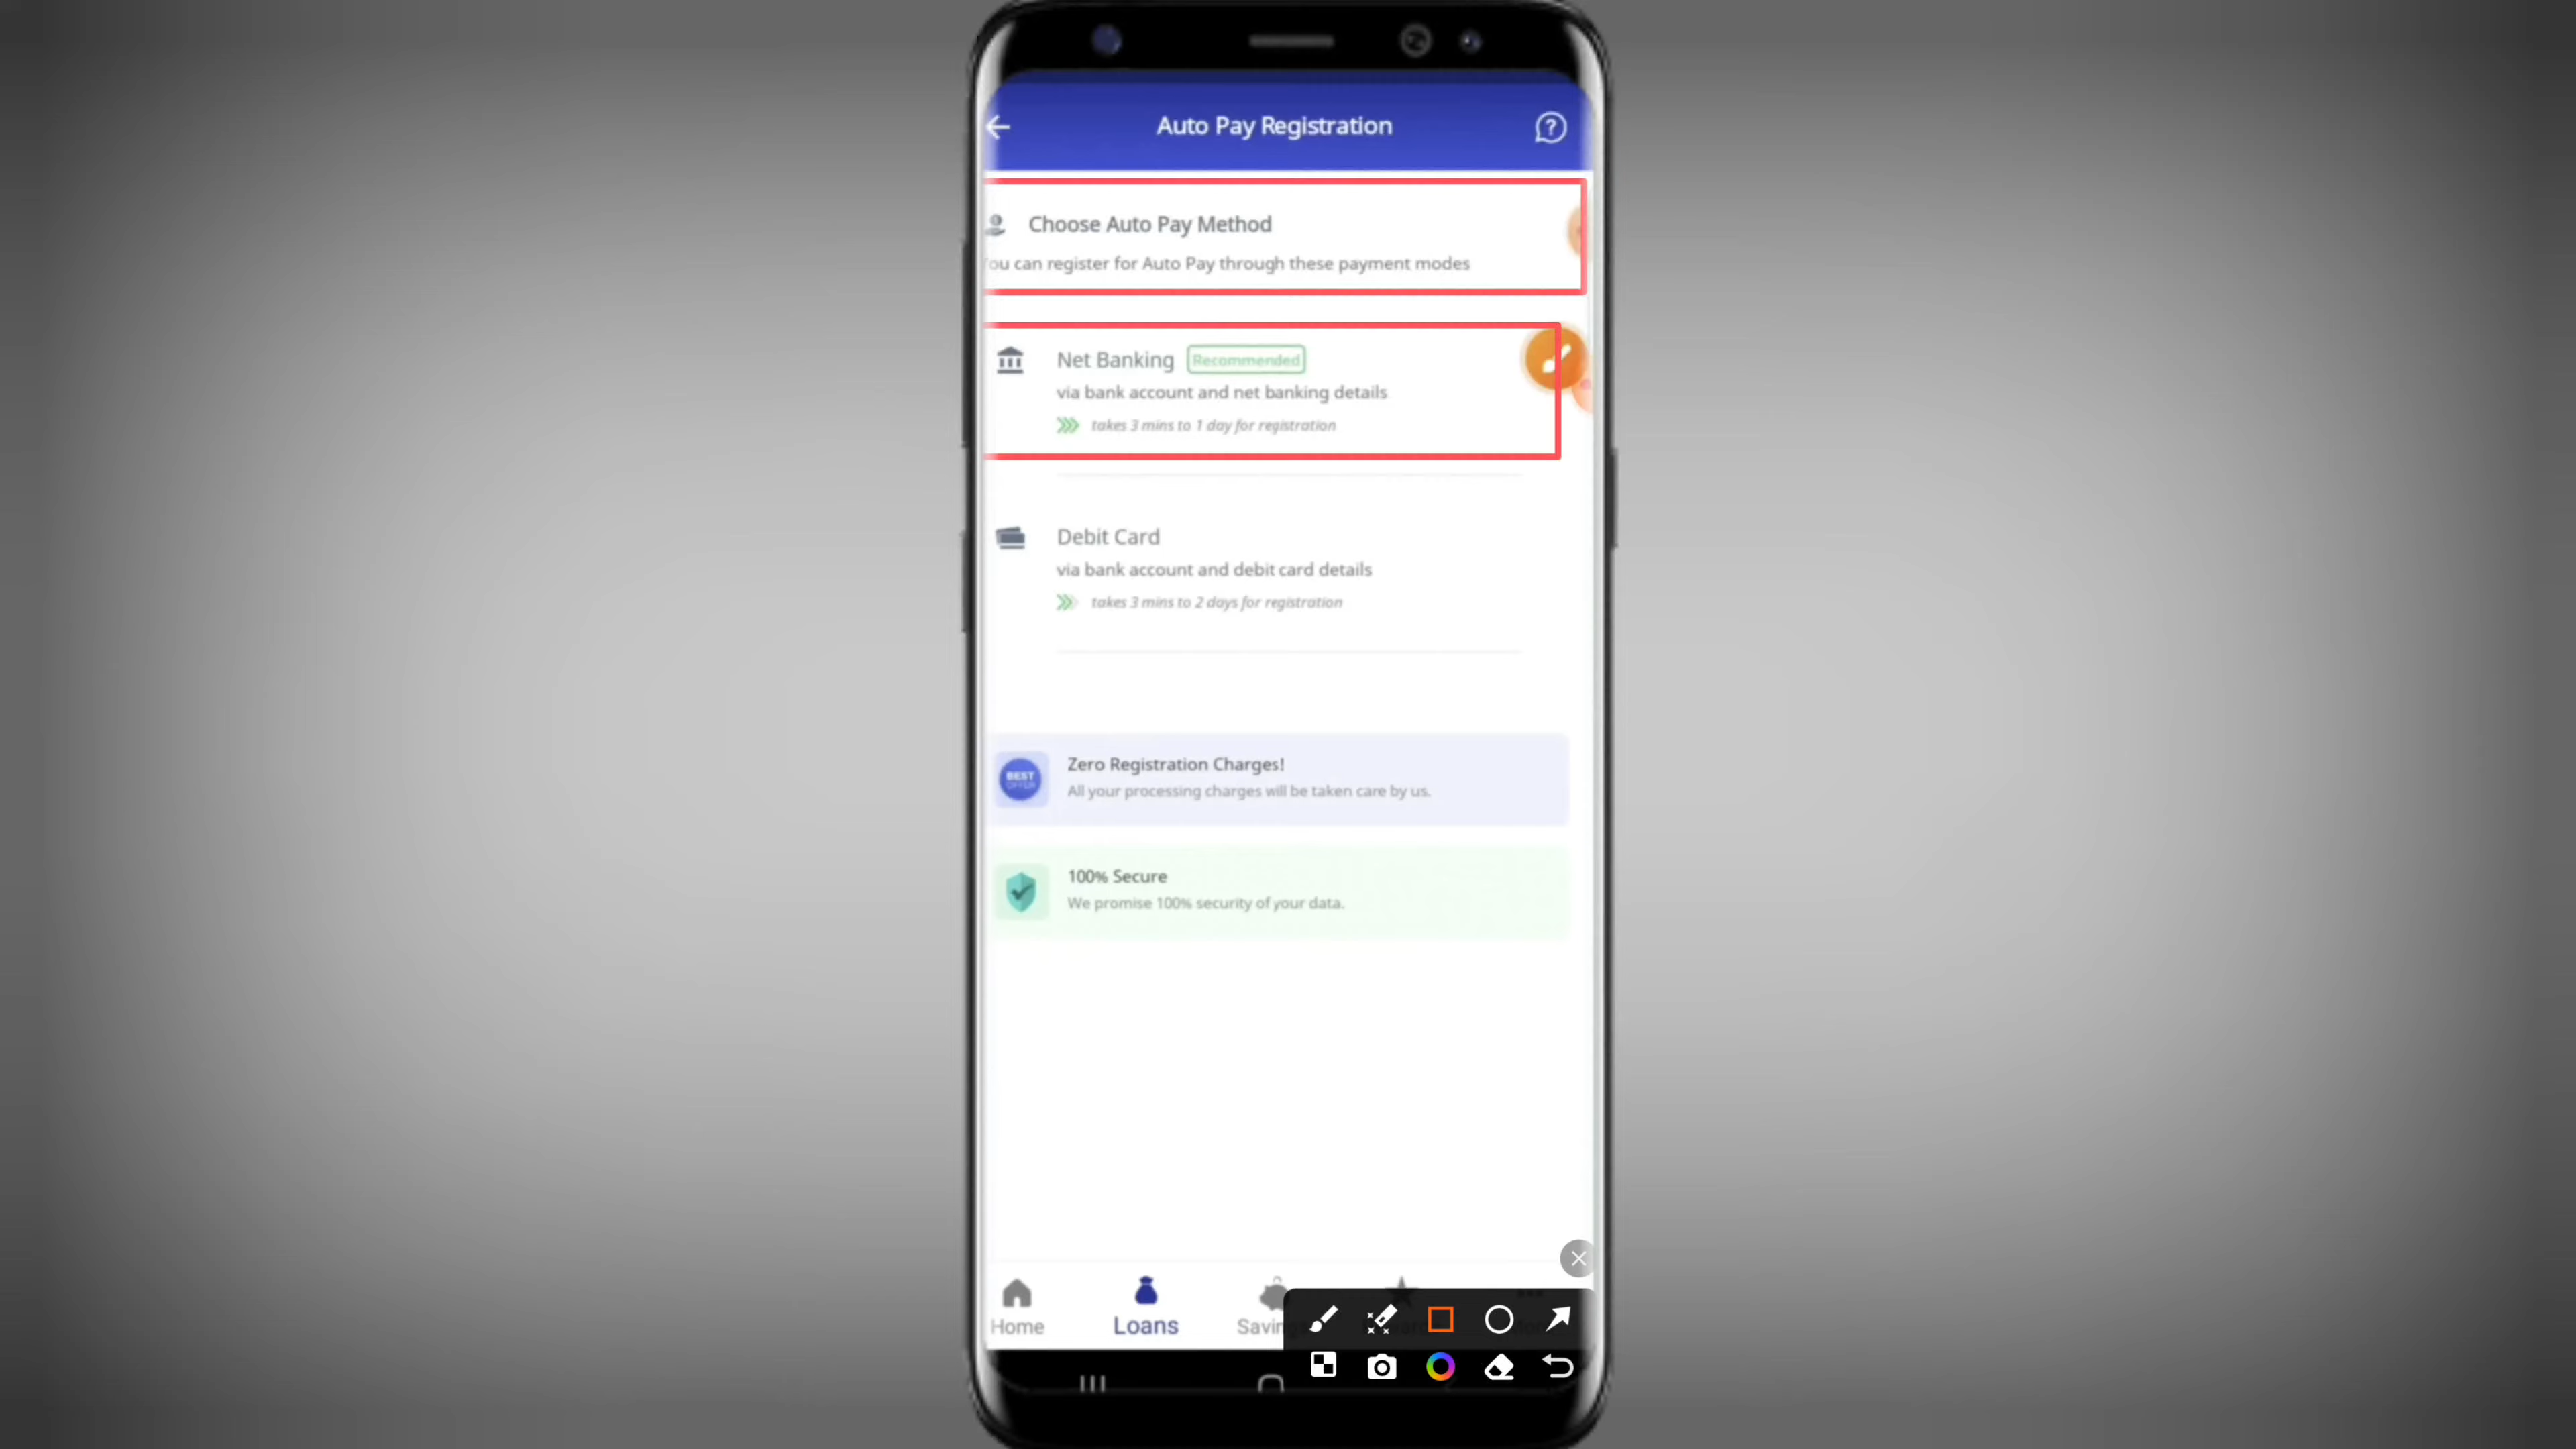 Auto Pay Registration
Choose Auto Pay Method
ou can register for Auto Pay through these payment modes
Net Banking Recommended
via bank account and net banking details
takes 3 mins to 1 day for registration
Debit Card
via bank account and debit card details
takes 3 mins to 2 days for registration
BEST
OFFER
Zero Registration Charges!
All your processing charges will be taken care by us.
100% Secure
We promise 100% security of your data.
Home
Loans
Savin